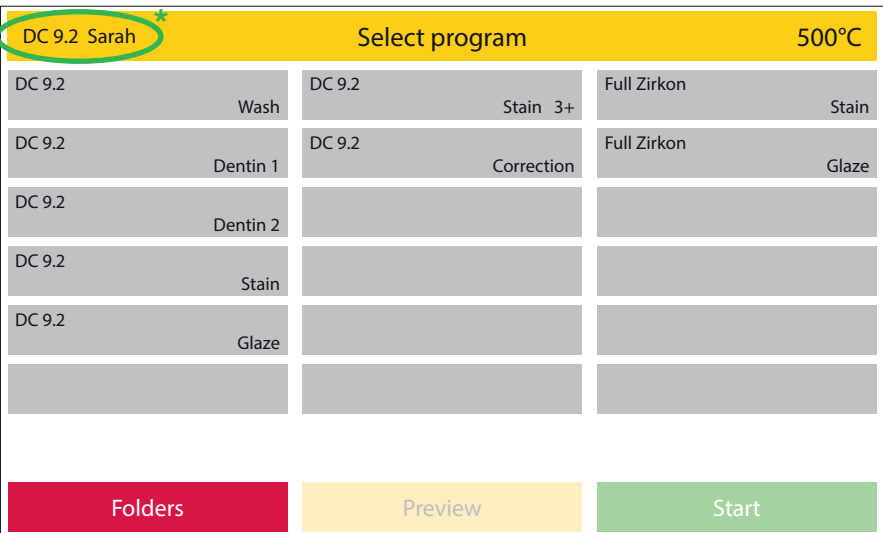 *
DC 9.2 Sarah
Select program
500°C
DC 9.2
Wash
DC 9.2
Stain 3+
Full Zirkon
Stain
DC 9.2
Dentin 1
DC 9.2
Correction
Full Zirkon
Glaze
DC 9.2
Dentin 2
DC 9.2
Stain
DC 9.2
Glaze
Folders
Preview
Start